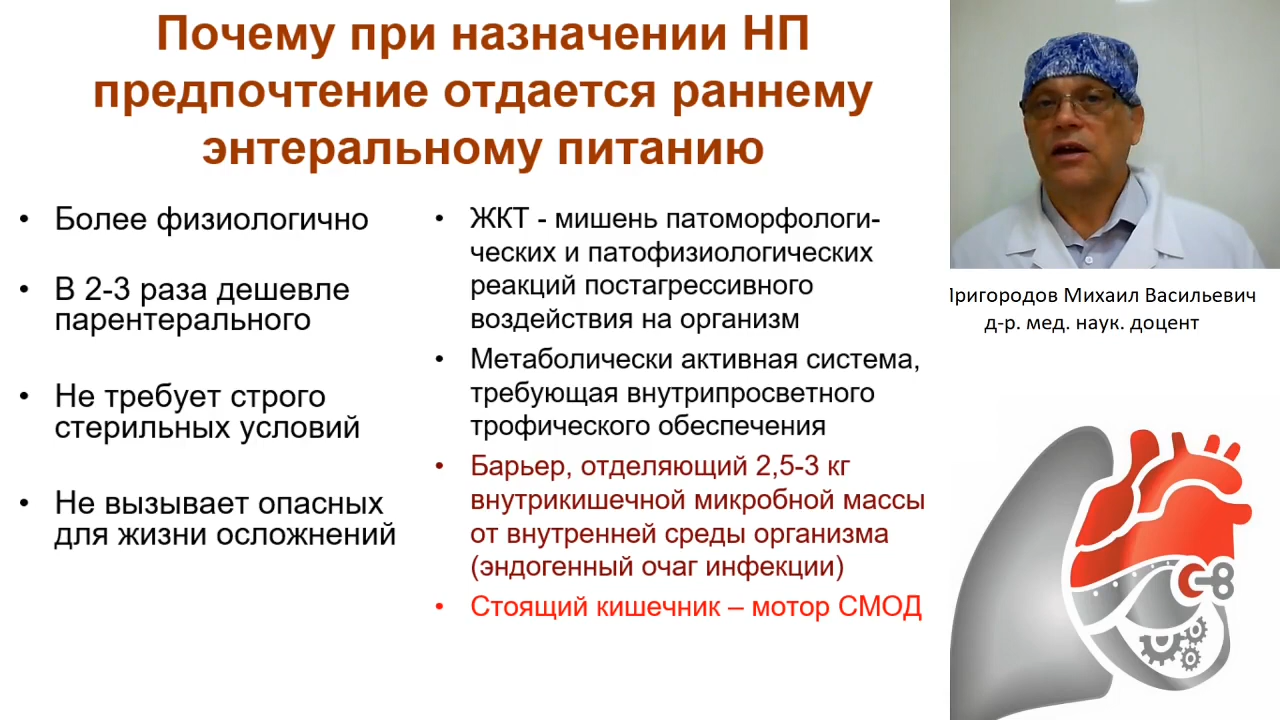 Почему при назначении НП
предпочтение отдается раннему
энтеральному питанию
• Более физиологично
• В 2-3 раза дешевле
парентерального
• Не требует строго
стерильных условий
• Не вызывает опасных
для жизни осложнений
• ЖКТ - мишень патоморфологи-
ческих и патофизиологических
реакций постагрессивного
воздействия на организм
• Метаболически активная система,
требующая внутрипросветного
трофического обеспечения
• Барьер, отделяющий 2,5-3 кг
внутрикишечной микробной массы
от внутренней среды организма
(эндогенный очаг инфекции)
• Стоящий кишечник – мотор СМОД
Пригородов Михаил Васильевич
д-р. мед. наук. доцент